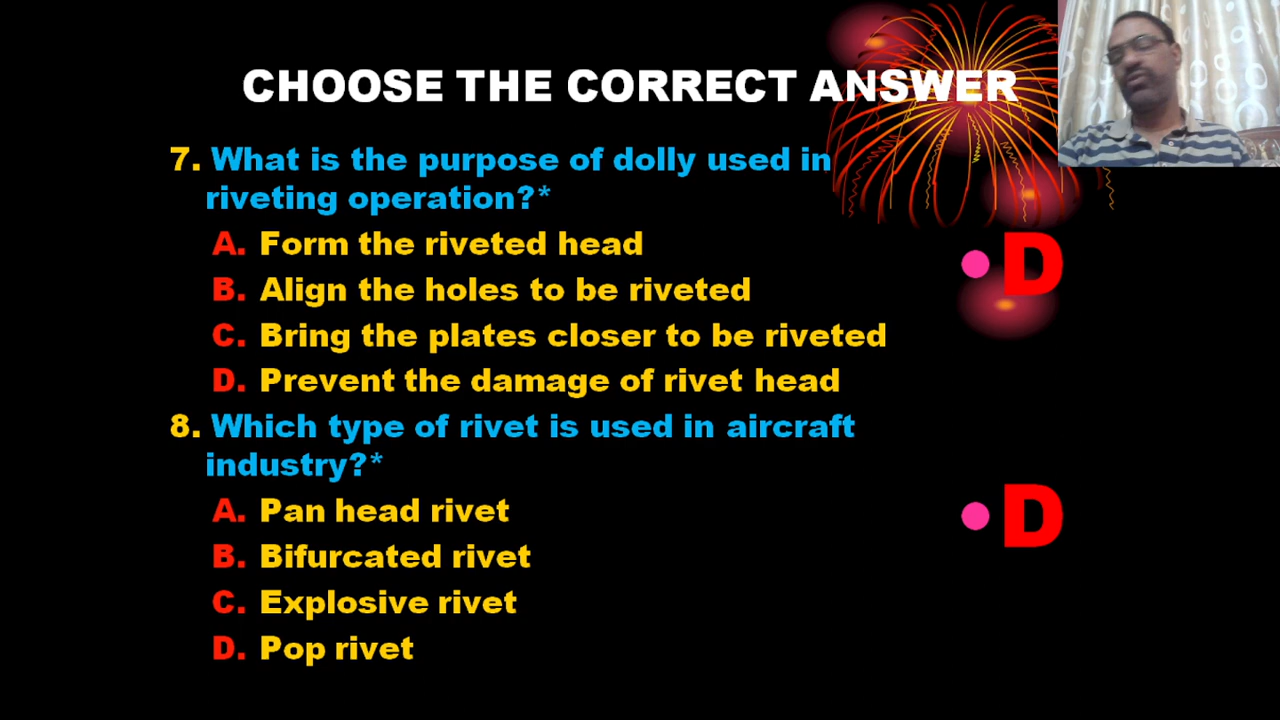 CHOOSE THE CORRECT ANSWER
7. What is the purpose of dolly used in
riveting operation?*
A. Form the riveted head
B. Align the holes to be riveted
C. Bring the plates closer to be riveted
D. Prevent the damage of rivet head
• D
8. Which type of rivet is used in aircraft
industry?*
A. Pan head rivet
B. Bifurcated rivet
C. Explosive rivet
D. Pop rivet
• D